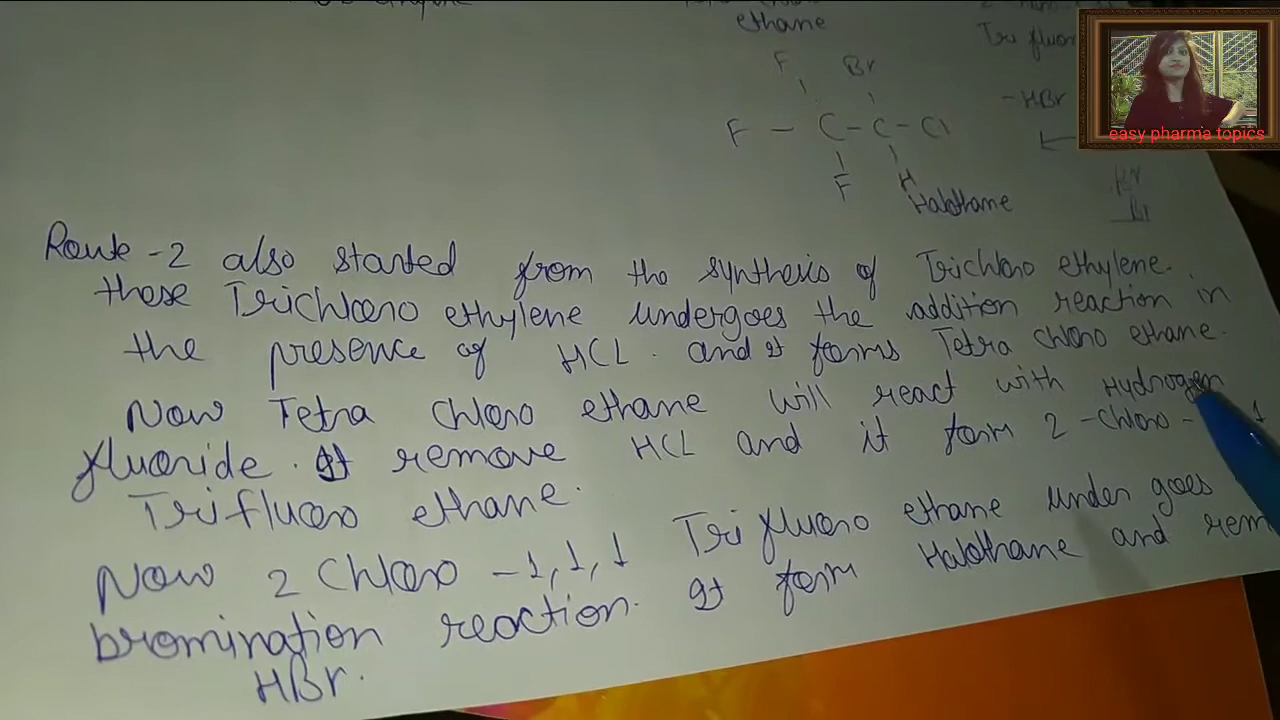 ethane
Tri fluor
F Br
-HBr
F - C - C - Cl
F H
Halothane
Br
easy pharma topics
Route -2 also started from the synthesis of Trichloro ethylene.
these Trichloro ethylene undergoes the addition reaction in
the presence of HCL. and it forms Tetra chloro ethane.
Now Tetra chloro ethane will react with Hydrogen
fluoride. It remove HCL and it form 2-chloro- 1
Trifluoro ethane.
Now 2 Chloro -1,1,1 Tri fluoro ethane under goes
bromination reaction. It form Halothane and rem
HBr.